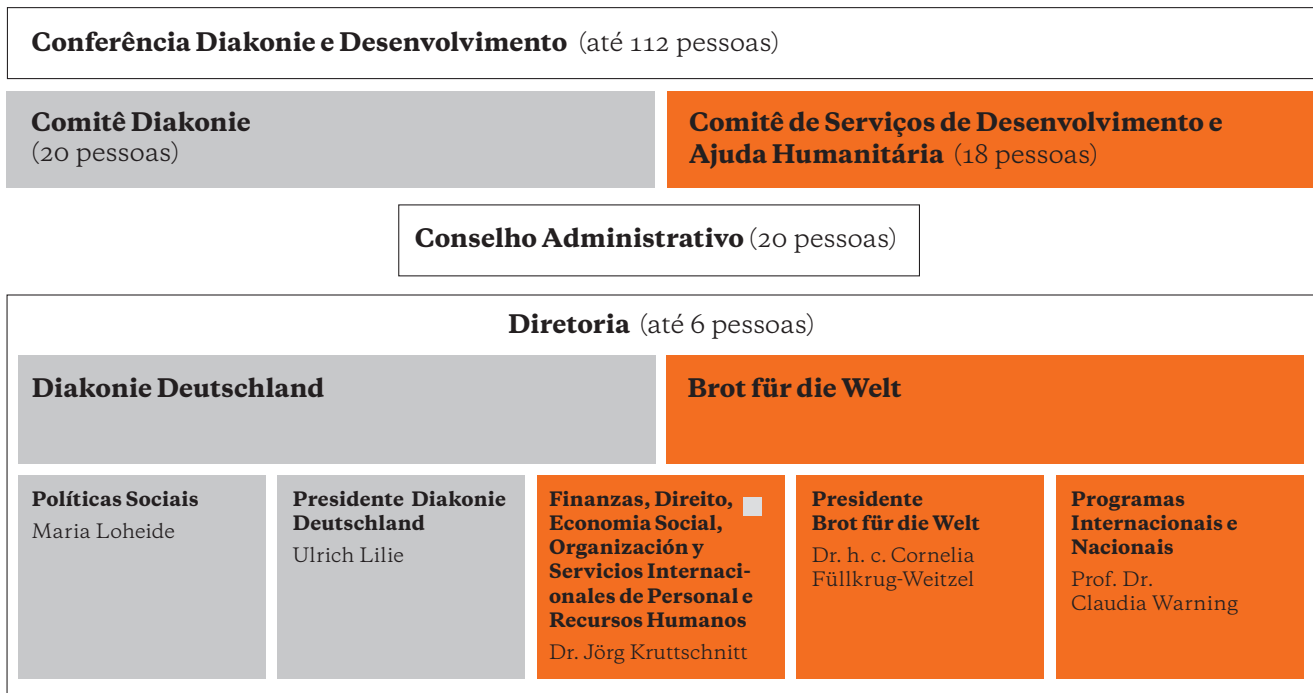 Conferência Diakonie e Desenvolvimento (até 112 pessoas)
Comitê Diakonie
(20 pessoas)
Comitê de Serviços de Desenvolvimento e
Ajuda Humanitária (18 pessoas)
Conselho Administrativo (20 pessoas)
Diretoria (até 6 pessoas)
Diakonie Deutschland
Brot für die Welt
Políticas Sociais
Maria Loheide
Presidente Diakonie
Deutschland
Ulrich Lilie
Finanzas, Direito,
Economia Social,
Organización y
Servicios Internaci-
onales de Personal e
Recursos Humanos
Dr. Jörg Kruttschnitt
Presidente
Brot für die Welt
Dr. h. c. Cornelia
Füllkrug-Weitzel
Programas
Internacionais e
Nacionais
Prof. Dr.
Claudia Warning